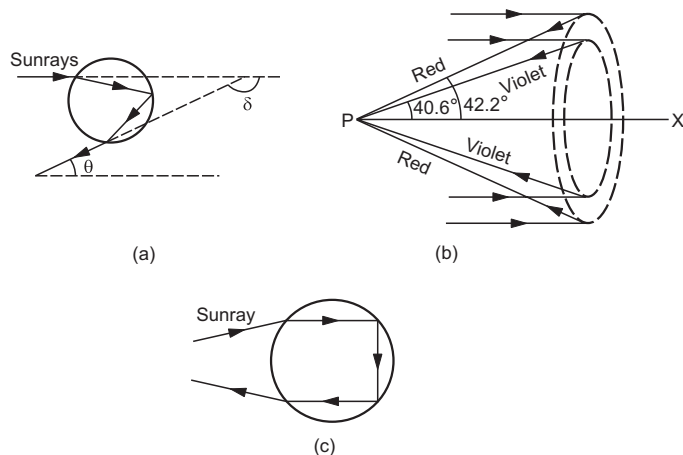 Sunrays
δ
θ
(a)
Red
Violet
P
40.6°
42.2°
X
Violet
Red
(b)
Sunray
(c)